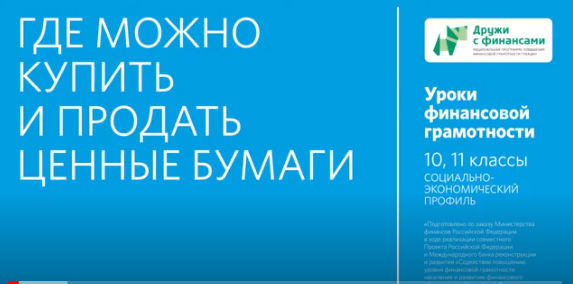 ГДЕ МОЖНО
КУПИТЬ
И ПРОДАТЬ
ЦЕННЫЕ БУМАГИ
Дружи
с финансами
НАЦИОНАЛЬНАЯ ПРОГРАММА ПОВЫШЕНИЯ
ФИНАНСОВОЙ ГРАМОТНОСТИ ГРАЖДАН
Уроки
финансовой
грамотности
10, 11 классы
СОЦИАЛЬНО-
ЭКОНОМИЧЕСКИЙ
ПРОФИЛЬ
«Подготовлено по заказу Министерства
финансов Российской Федерации
в ходе реализации совместного
Проекта Российской Федерации
и Международного банка реконструкции
и развития «Содействие повышению
уровня финансовой грамотности
населения и развитию финансового